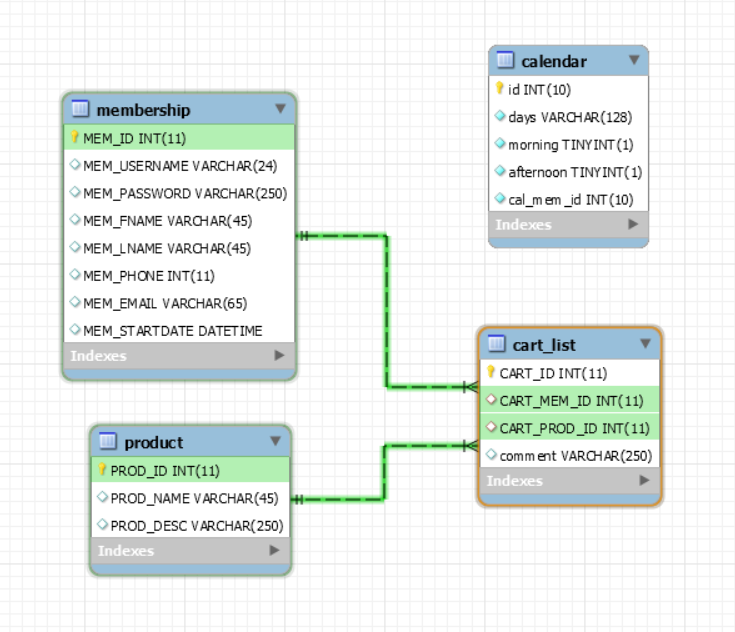 membership
MEM_ID INT(11)
MEM_USERNAME VARCHAR(24)
MEM_PASSWORD VARCHAR(250)
MEM_FNAME VARCHAR(45)
MEM_LNAME VARCHAR(45)
MEM_PHONE INT(11)
MEM_EMAIL VARCHAR(65)
MEM_STARTDATE DATETIME
Indexes
calendar
id INT(10)
days VARCHAR(128)
morning TINYINT(1)
afternoon TINYINT(1)
cal_mem_id INT(10)
Indexes
product
PROD_ID INT(11)
PROD_NAME VARCHAR(45)
PROD_DESC VARCHAR(250)
Indexes
cart_list
CART_ID INT(11)
CART_MEM_ID INT(11)
CART_PROD_ID INT(11)
comment VARCHAR(250)
Indexes